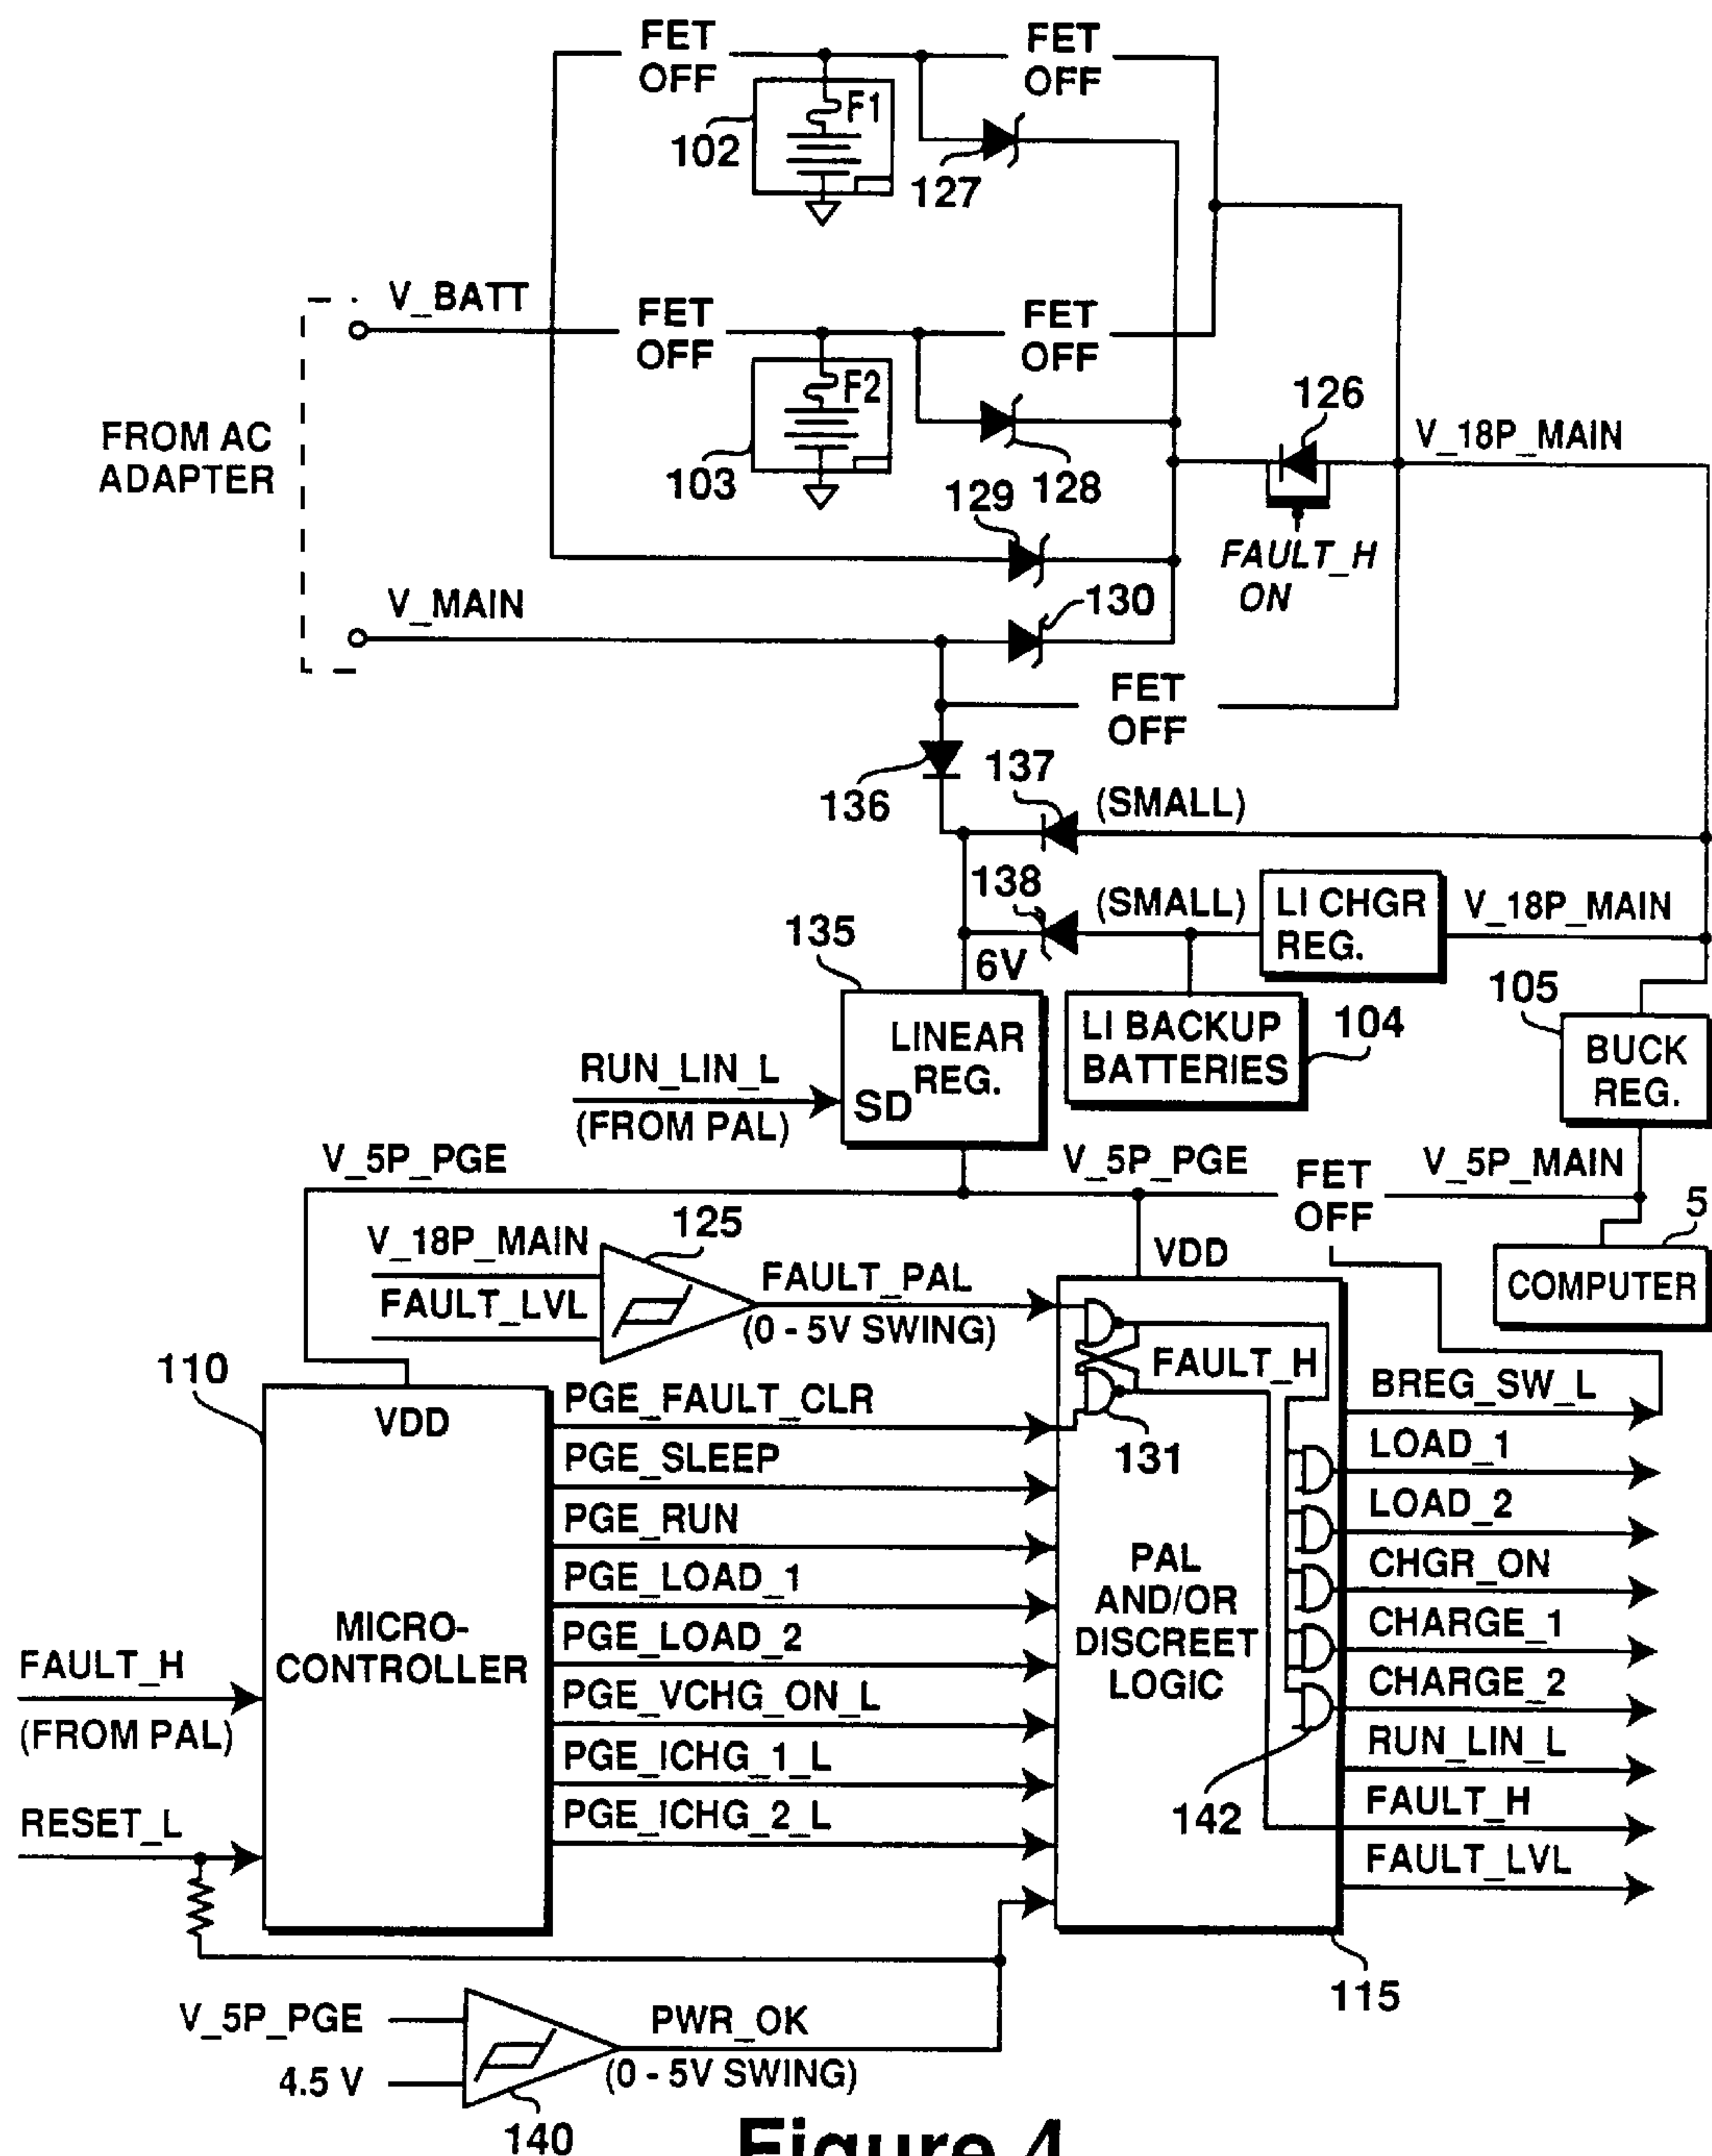 FET OFF
FET OFF
F1
102
127
V_BATT
FET OFF
FET OFF
F2
103
128
129
126
V_18P_MAIN
FROM AC ADAPTER
FAULT_H
ON
V_MAIN
130
FET OFF
136
137
(SMALL)
138
(SMALL)
LI CHGR REG.
V_18P_MAIN
6V
135
LINEAR REG.
SD
RUN_LIN_L
(FROM PAL)
LI BACKUP BATTERIES
104
105
BUCK REG.
V_5P_PGE
V_5P_PGE
FET OFF
V_5P_MAIN
5
COMPUTER
V_18P_MAIN
FAULT_LVL
125
FAULT_PAL
(0 - 5V SWING)
VDD
FAULT_H
131
110
VDD
MICRO-
CONTROLLER
PGE_FAULT_CLR
PGE_SLEEP
PGE_RUN
PGE_LOAD_1
PGE_LOAD_2
PGE_VCHG_ON_L
PGE_ICHG_1_L
PGE_ICHG_2_L
PAL
AND/OR
DISCREET
LOGIC
142
BREG_SW_L
LOAD_1
LOAD_2
CHGR_ON
CHARGE_1
CHARGE_2
RUN_LIN_L
FAULT_H
FAULT_LVL
FAULT_H
(FROM PAL)
RESET_L
115
V_5P_PGE
4.5 V
PWR_OK
(0 - 5V SWING)
140
Figure 4